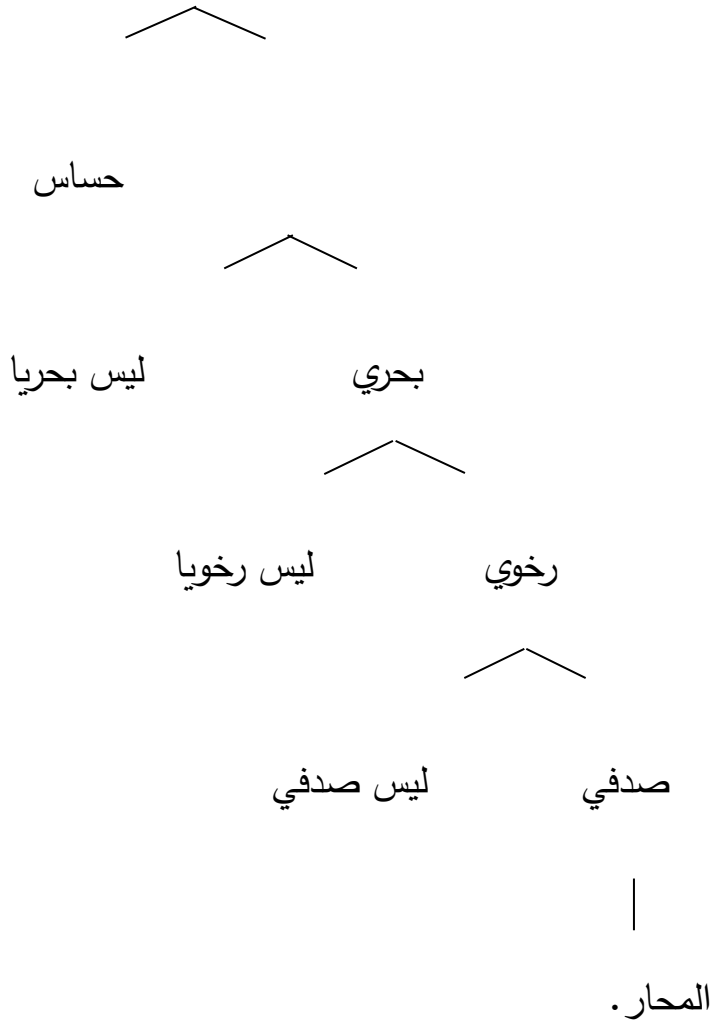 حساس
بحري ليس بحريا
رخوي ليس رخويا
صدفي ليس صدفي
المحار.